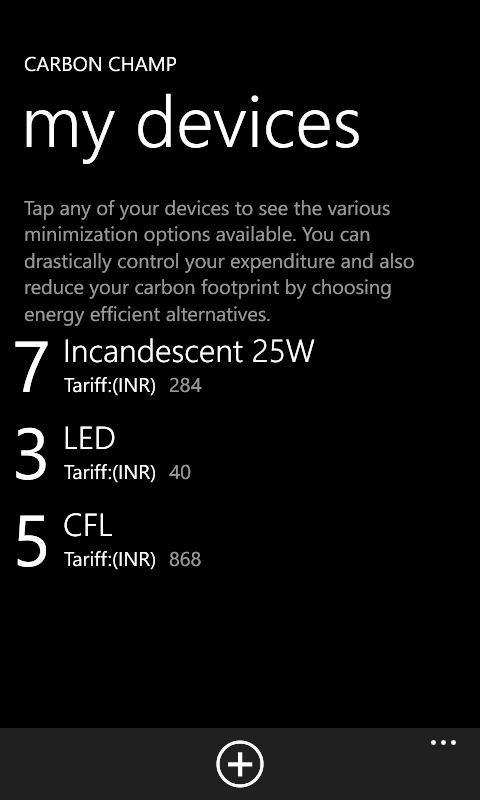 CARBON CHAMP
my devices
Tap any of your devices to see the various
minimization options available. You can
drastically control your expenditure and also
reduce your carbon footprint by choosing
energy efficient alternatives.
7 Incandescent 25W
Tariff:(INR) 284
3 LED
Tariff:(INR) 40
5 CFL
Tariff:(INR) 868